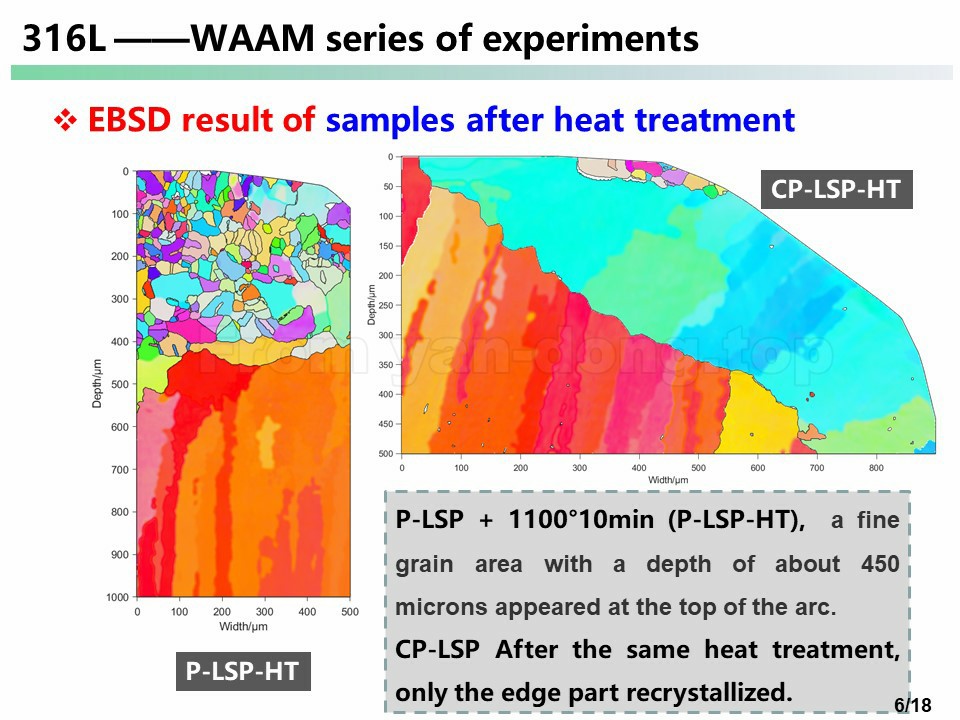 316L ——WAAM series of experiments
❖ EBSD result of samples after heat treatment
CP-LSP-HT
0
50
100
150
200
250
300
350
400
450
500
Depth/μm
0 100 200 300 400 500 600 700 800
Width/μm
0
100
200
300
400
500
600
700
800
900
1000
Depth/μm
0 100 200 300 400 500
Width/μm
P-LSP-HT
from yan-dong.top
P-LSP + 1100°10min (P-LSP-HT), a fine
grain area with a depth of about 450
microns appeared at the top of the arc.
CP-LSP After the same heat treatment,
only the edge part recrystallized.
6/18